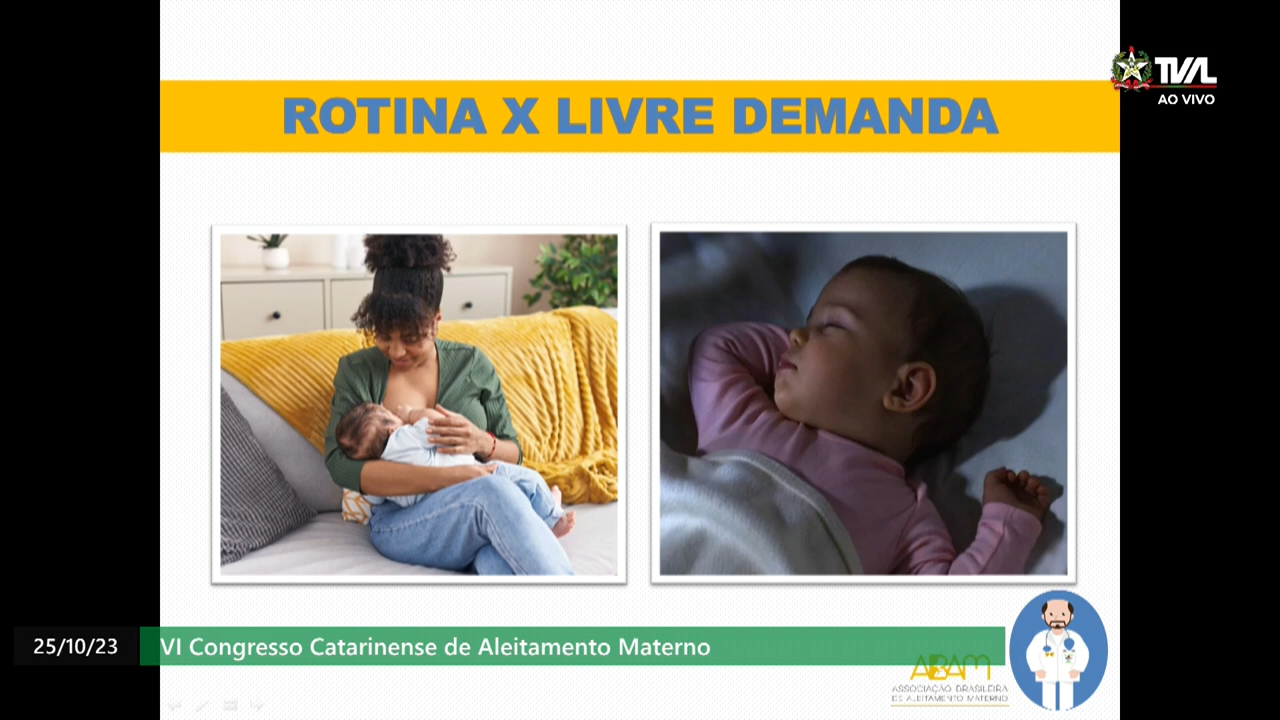 TVAL
AO VIVO
ROTINA X LIVRE DEMANDA
25/10/23
VI Congresso Catarinense de Aleitamento Materno
ABAM
ASSOCIAÇÃO BRASILEIRA
DE ALEITAMENTO MATERNO